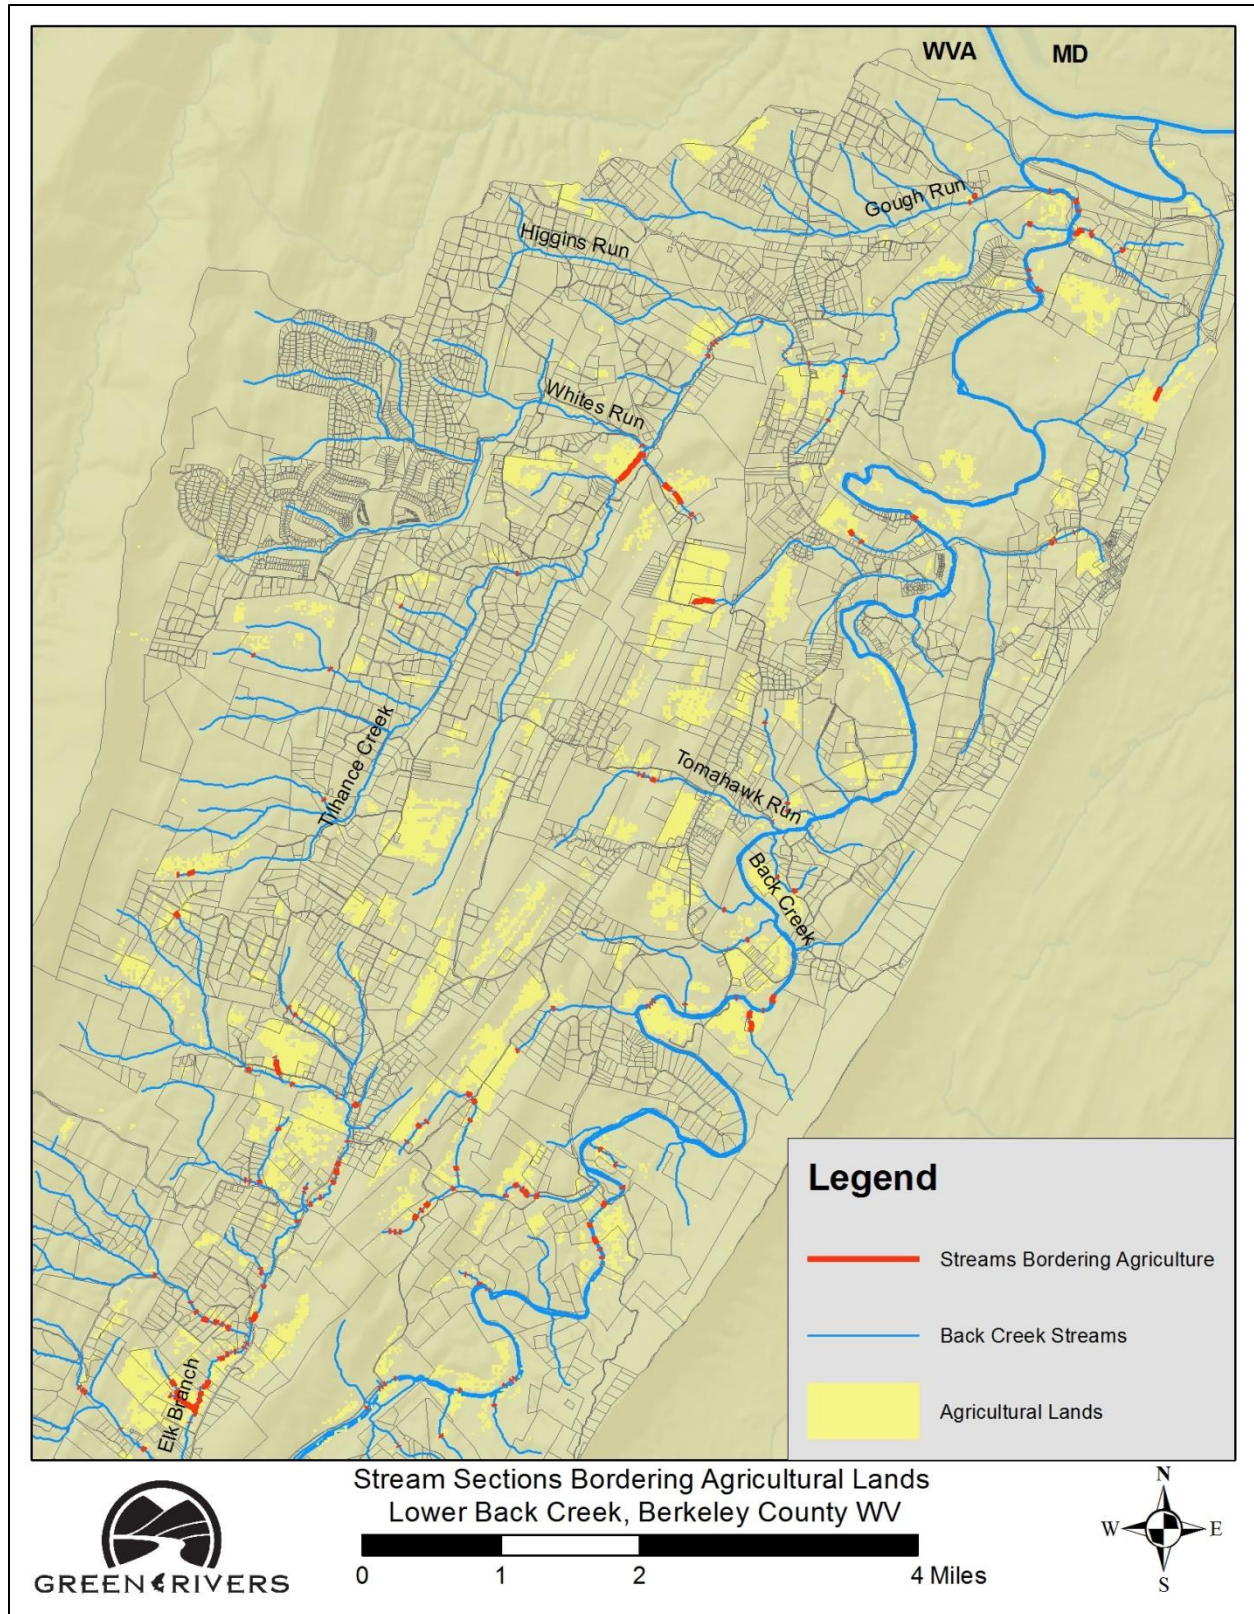 WVA MD
Gough Run
Higgins Run
Whites Run
Tilhance Creek
Tomahawk Run
Back Creek
Elk Branch
Legend
Streams Bordering Agriculture
Back Creek Streams
Agricultural Lands
Stream Sections Bordering Agricultural Lands
Lower Back Creek, Berkeley County WV
0 1 2 4 Miles
GREEN RIVERS
N
W E
S